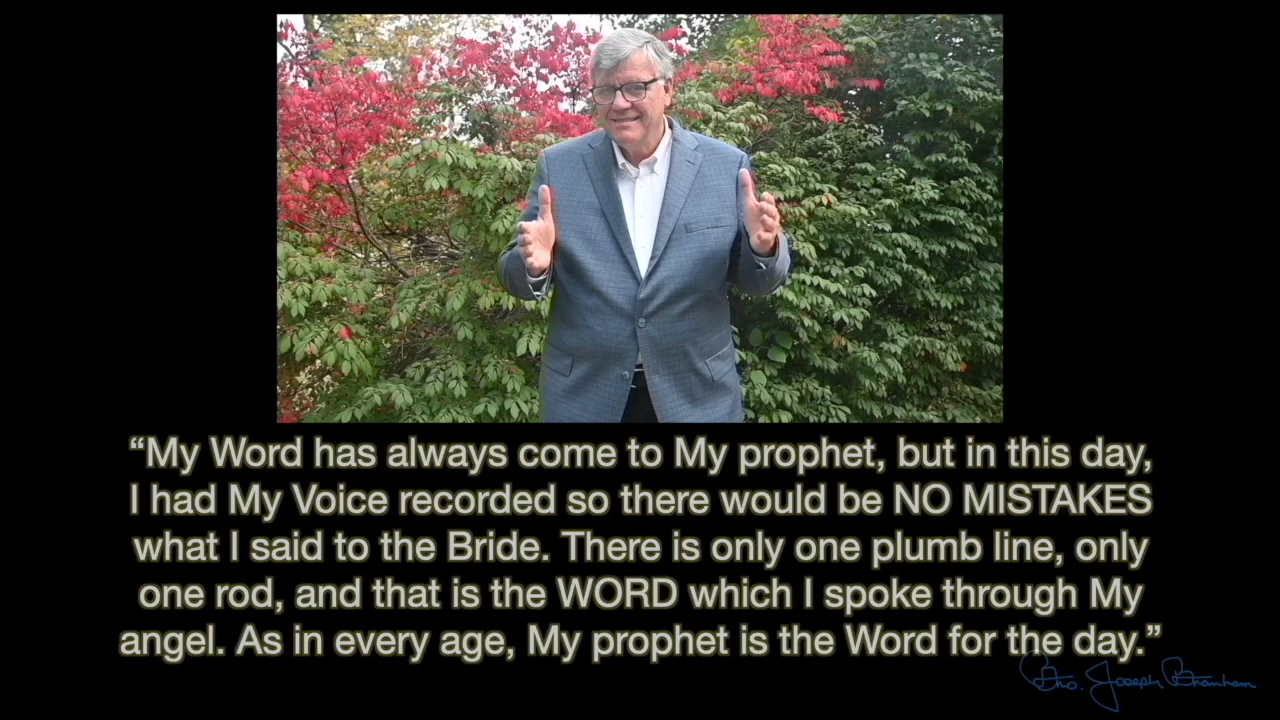 “My Word has always come to My prophet, but in this day,
I had My Voice recorded so there would be NO MISTAKES
what I said to the Bride. There is only one plumb line, only
one rod, and that is the WORD which I spoke through My
angel. As in every age, My prophet is the Word for the day.”
Bro. Joseph Branham